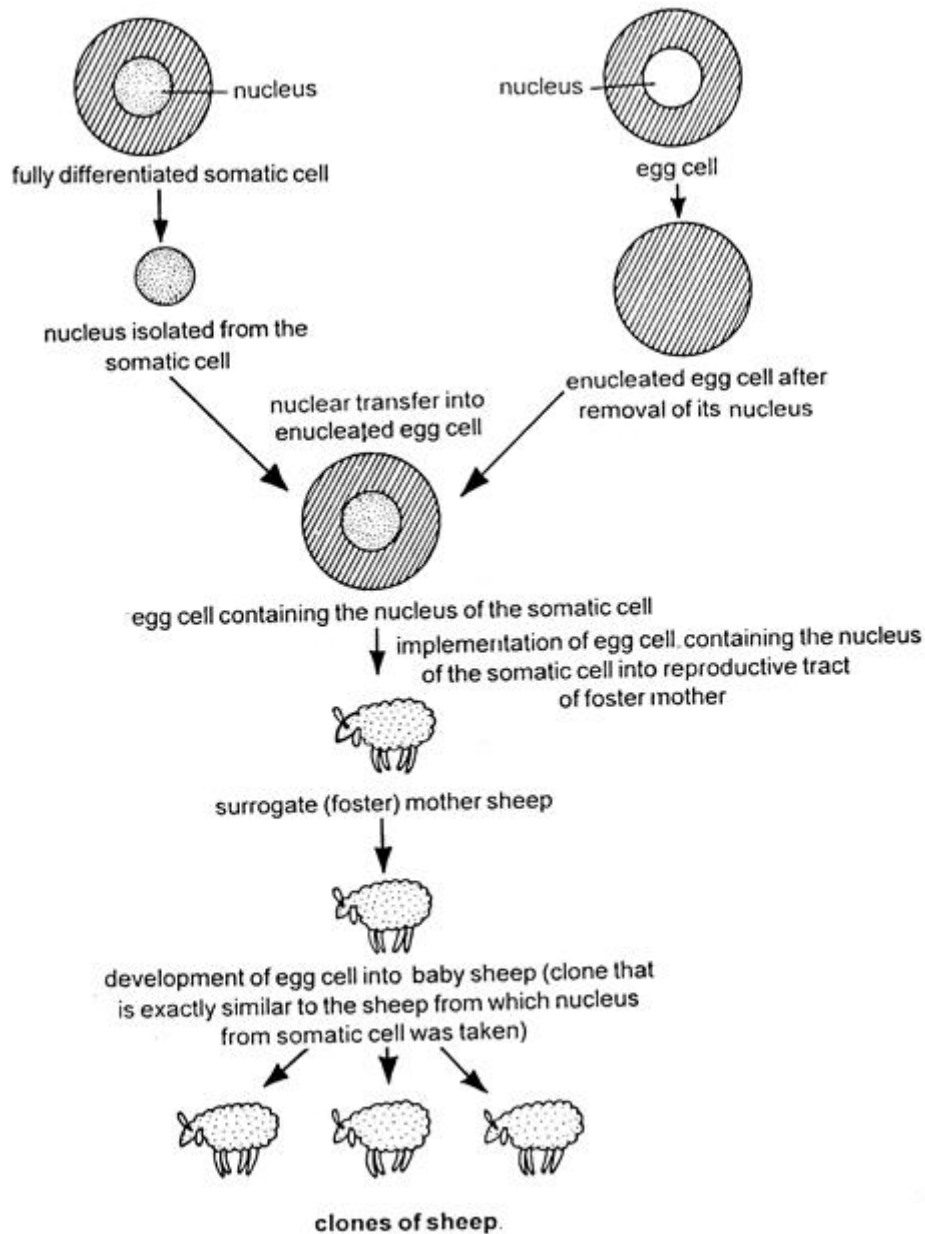 nucleus
nucleus
fully differentiated somatic cell
egg cell
nucleus isolated from the
somatic cell
enucleated egg cell after
removal of its nucleus
nuclear transfer into
enucleated egg cell
egg cell containing the nucleus of the somatic cell
implementation of egg cell containing the nucleus
of the somatic cell into reproductive tract
of foster mother
surrogate (foster) mother sheep
development of egg cell into baby sheep (clone that
is exactly similar to the sheep from which nucleus
from somatic cell was taken)
clones of sheep.